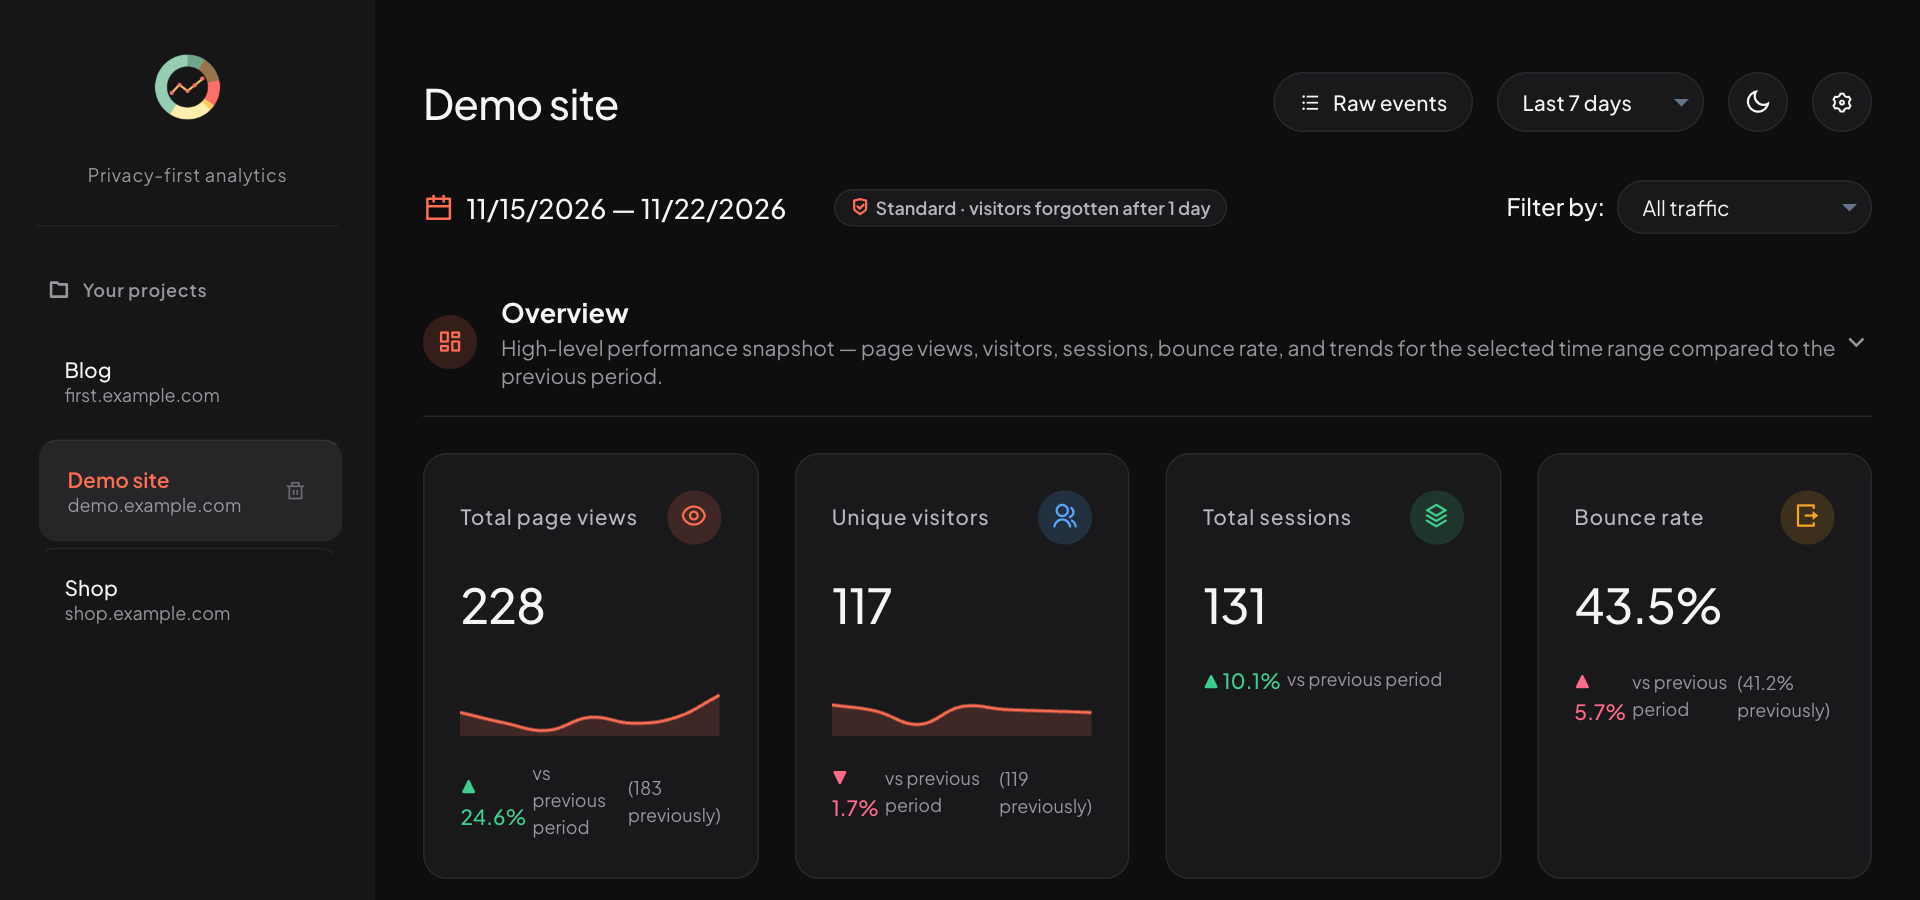 Privacy-first analytics
Your projects
Blog
first.example.com
Demo site
demo.example.com
Shop
shop.example.com
Demo site
Raw events
Last 7 days
11/15/2026 — 11/22/2026
Standard · visitors forgotten after 1 day
Filter by:
All traffic
Overview
High-level performance snapshot — page views, visitors, sessions, bounce rate, and trends for the selected time range compared to the
previous period.
Total page views
228
24.6%
vs
previous
period
(183
previously)
Unique visitors
117
1.7%
vs previous
period
(119
previously)
Total sessions
131
10.1% vs previous period
Bounce rate
43.5%
5.7%
vs previous
period
(41.2%
previously)